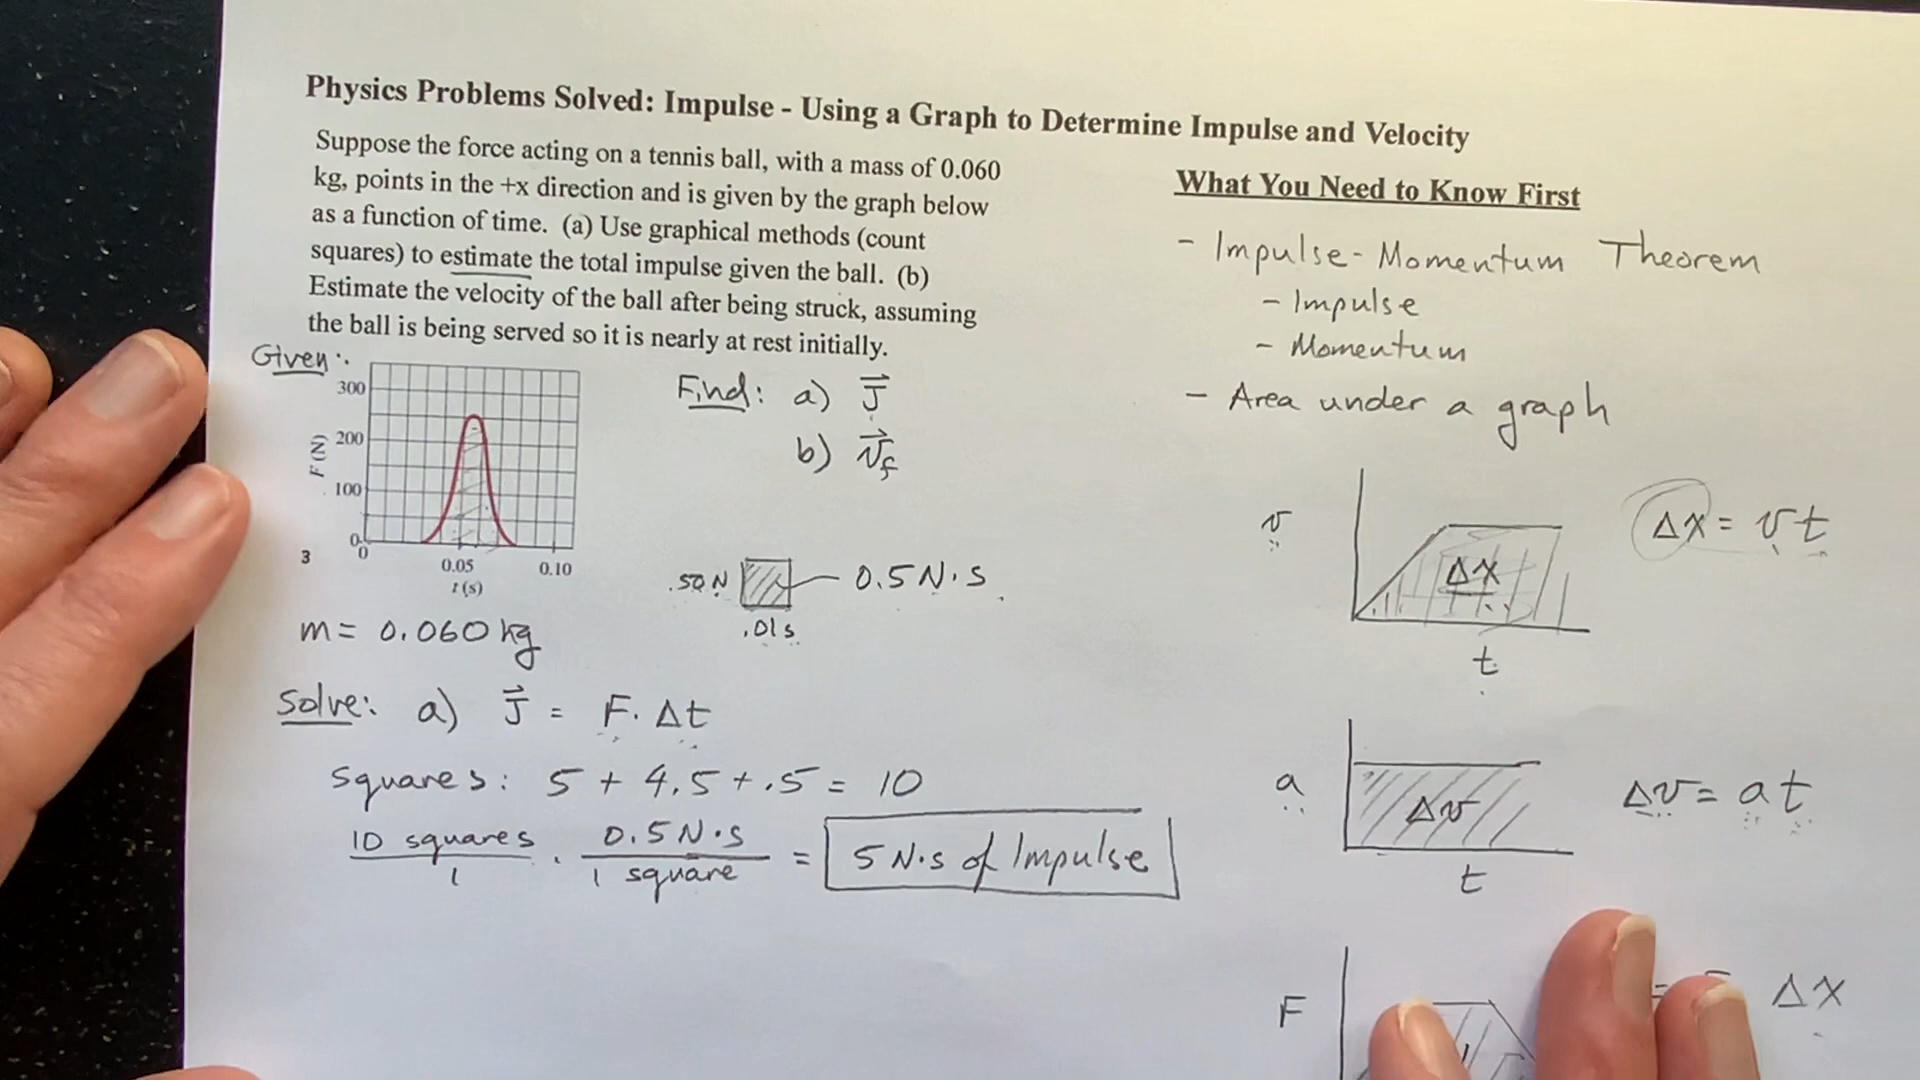 Physics Problems Solved: Impulse - Using a Graph to Determine Impulse and Velocity
Suppose the force acting on a tennis ball, with a mass of 0.060
kg, points in the +x direction and is given by the graph below
as a function of time. (a) Use graphical methods (count
squares) to estimate the total impulse given the ball. (b)
Estimate the velocity of the ball after being struck, assuming
the ball is being served so it is nearly at rest initially.
Given:
300
200
100
0
F (N)
0
0.05
0.10
t (s)
3
Find: a) J⃗
b) v⃗f
.50 N
.01 s
0.5 N·s
m = 0.060 kg
Solve: a) J⃗ = F · Δt
squares: 5 + 4.5 + .5 = 10
10 squares / 1 · 0.5 N·s / 1 square = 5 N·s of Impulse
What You Need to Know First
- Impulse-Momentum Theorem
- Impulse
- Momentum
- Area under a graph
v
Δx
t
Δx = vt
a
Δv
t
Δv = at
F
Δx